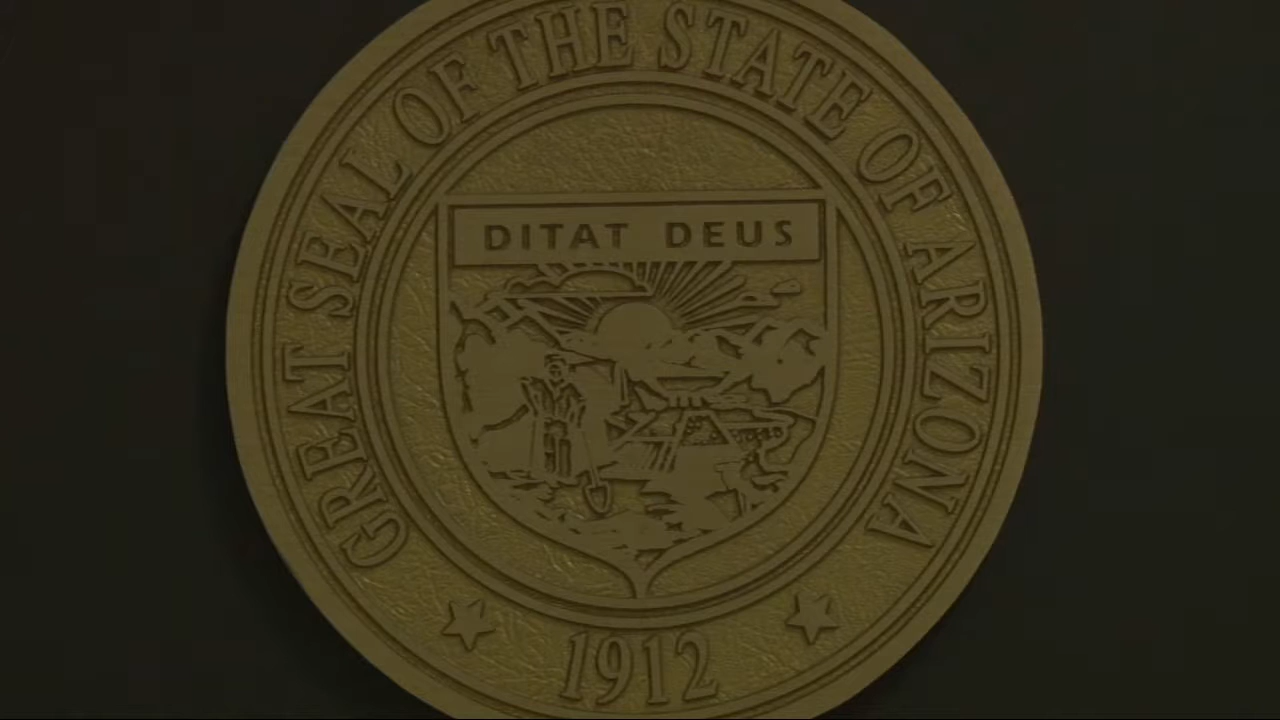 GREAT SEAL OF THE STATE OF ARIZONA
DITAT DEUS
1912